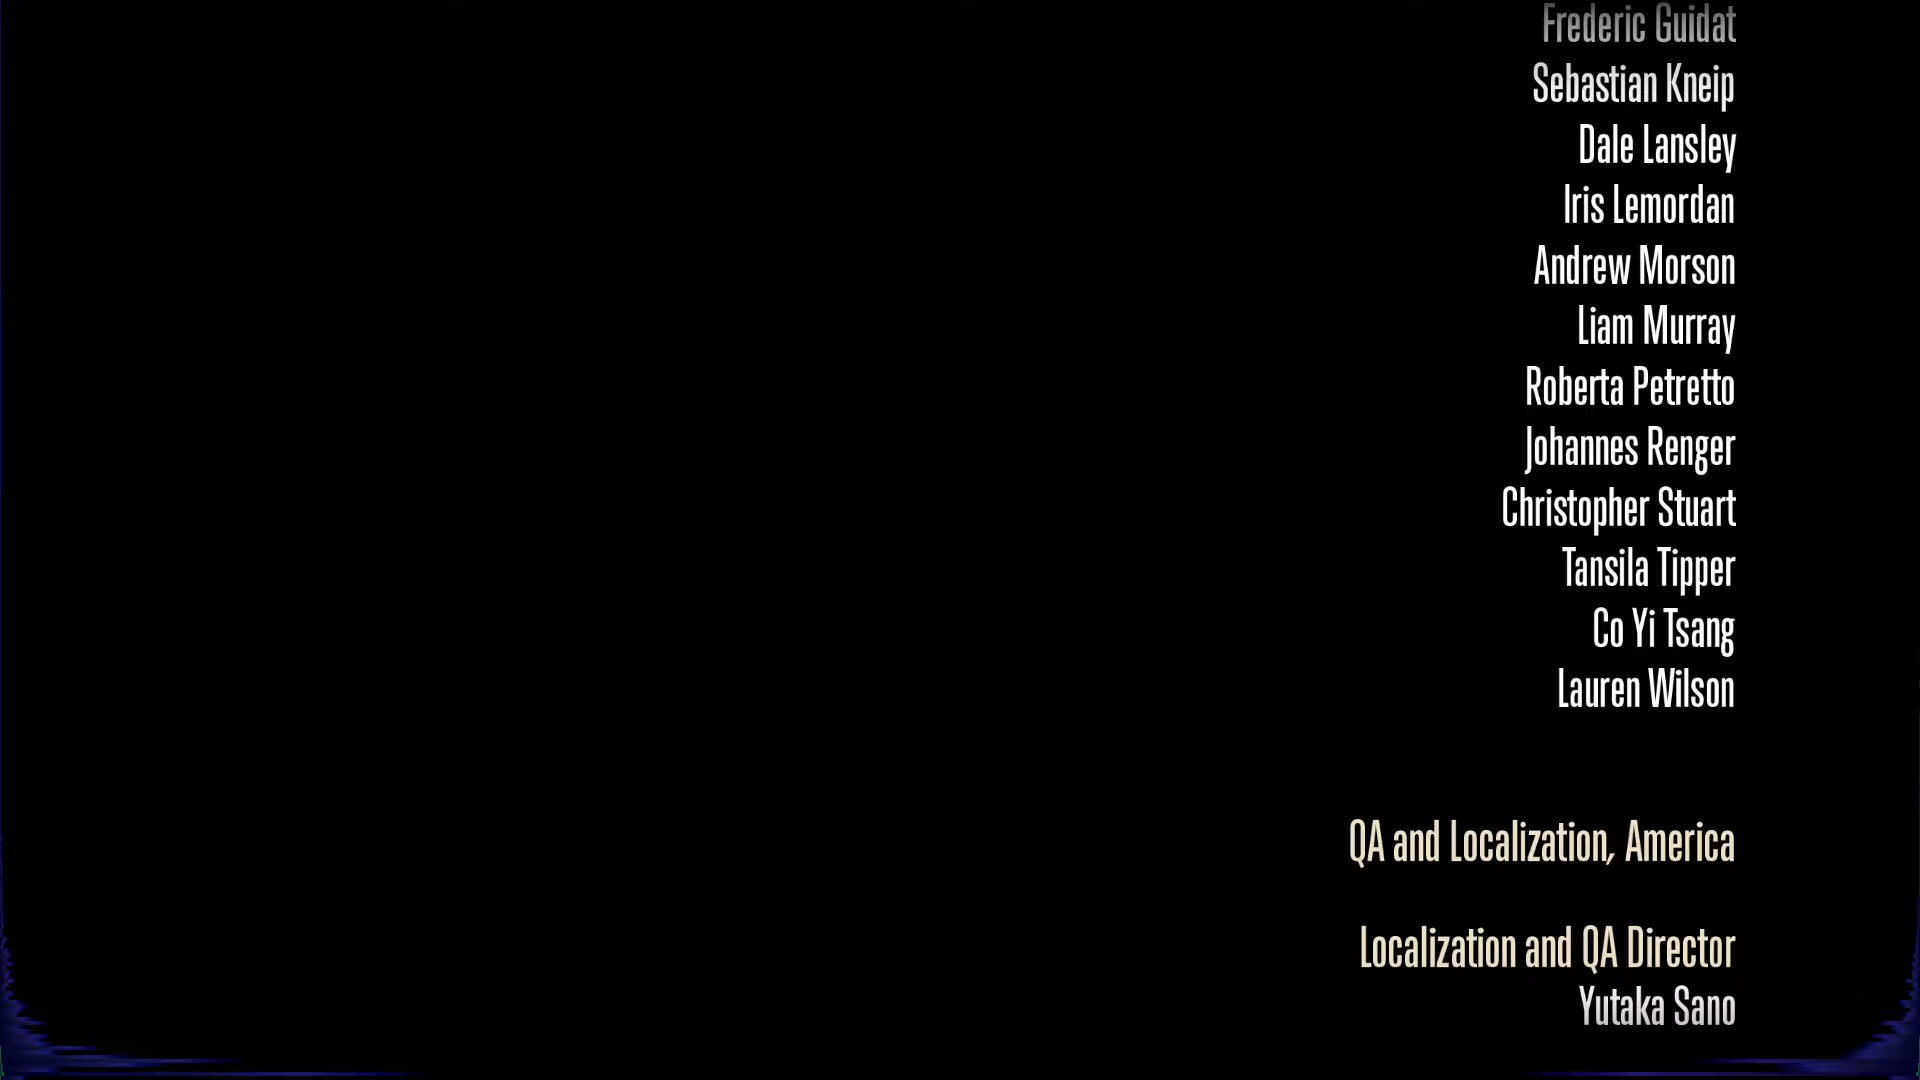 Frederic Guidat
Sebastian Kneip
Dale Lansley
Iris Lemordan
Andrew Morson
Liam Murray
Roberta Petretto
Johannes Renger
Christopher Stuart
Tansila Tipper
Co Yi Tsang
Lauren Wilson
QA and Localization, America
Localization and QA Director
Yutaka Sano